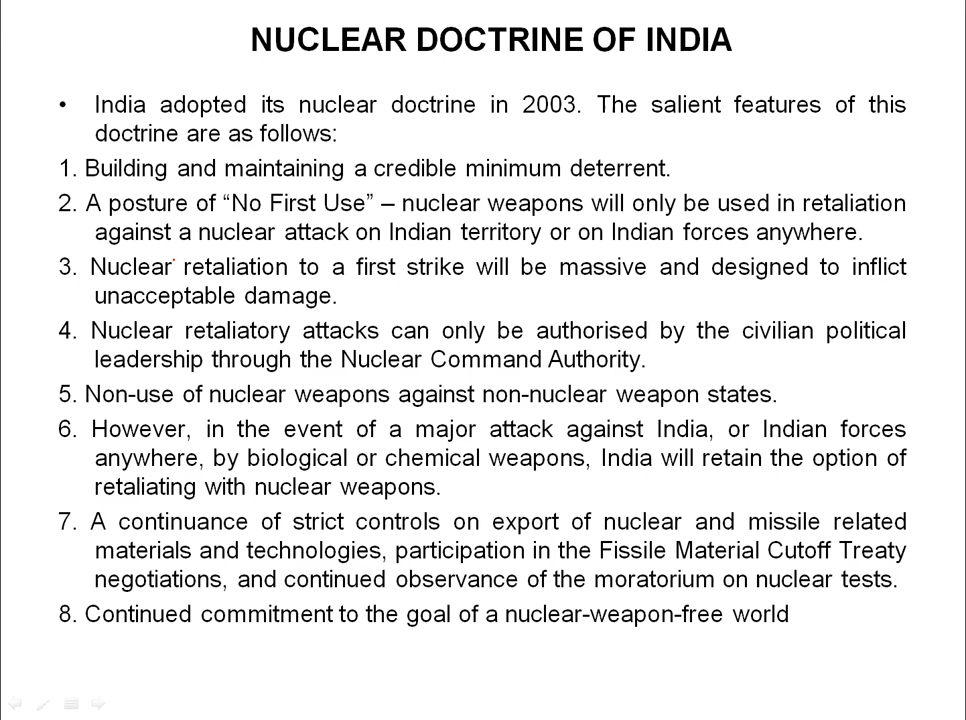 NUCLEAR DOCTRINE OF INDIA
• India adopted its nuclear doctrine in 2003. The salient features of this
doctrine are as follows:
1. Building and maintaining a credible minimum deterrent.
2. A posture of “No First Use” – nuclear weapons will only be used in retaliation
against a nuclear attack on Indian territory or on Indian forces anywhere.
3. Nuclear retaliation to a first strike will be massive and designed to inflict
unacceptable damage.
4. Nuclear retaliatory attacks can only be authorised by the civilian political
leadership through the Nuclear Command Authority.
5. Non-use of nuclear weapons against non-nuclear weapon states.
6. However, in the event of a major attack against India, or Indian forces
anywhere, by biological or chemical weapons, India will retain the option of
retaliating with nuclear weapons.
7. A continuance of strict controls on export of nuclear and missile related
materials and technologies, participation in the Fissile Material Cutoff Treaty
negotiations, and continued observance of the moratorium on nuclear tests.
8. Continued commitment to the goal of a nuclear-weapon-free world